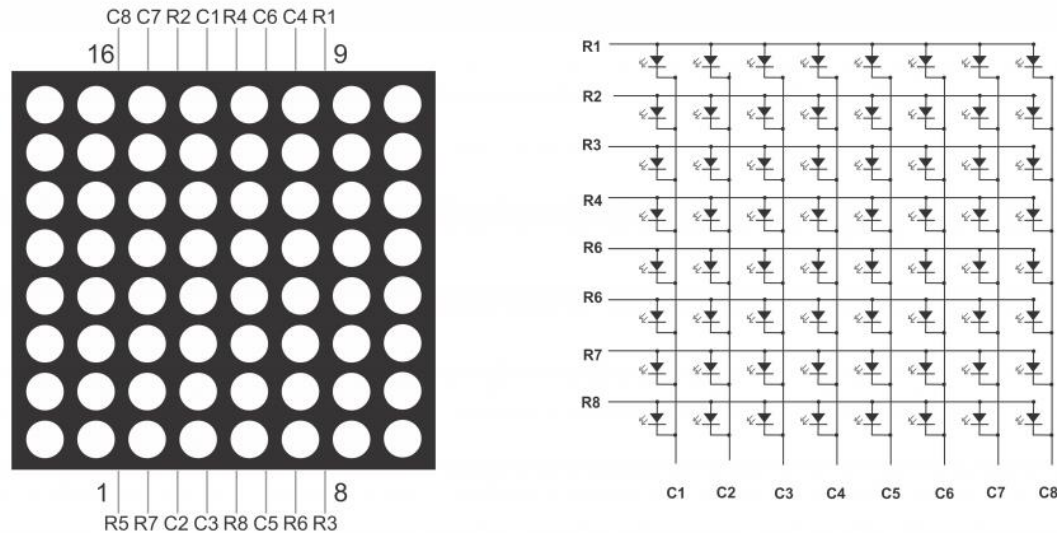 C8 C7 R2 C1 R4 C6 C4 R1
16 9
1 8
R5 R7 C2 C3 R8 C5 R6 R3
R1
R2
R3
R4
R6
R6
R7
R8
C1 C2 C3 C4 C5 C6 C7 C8